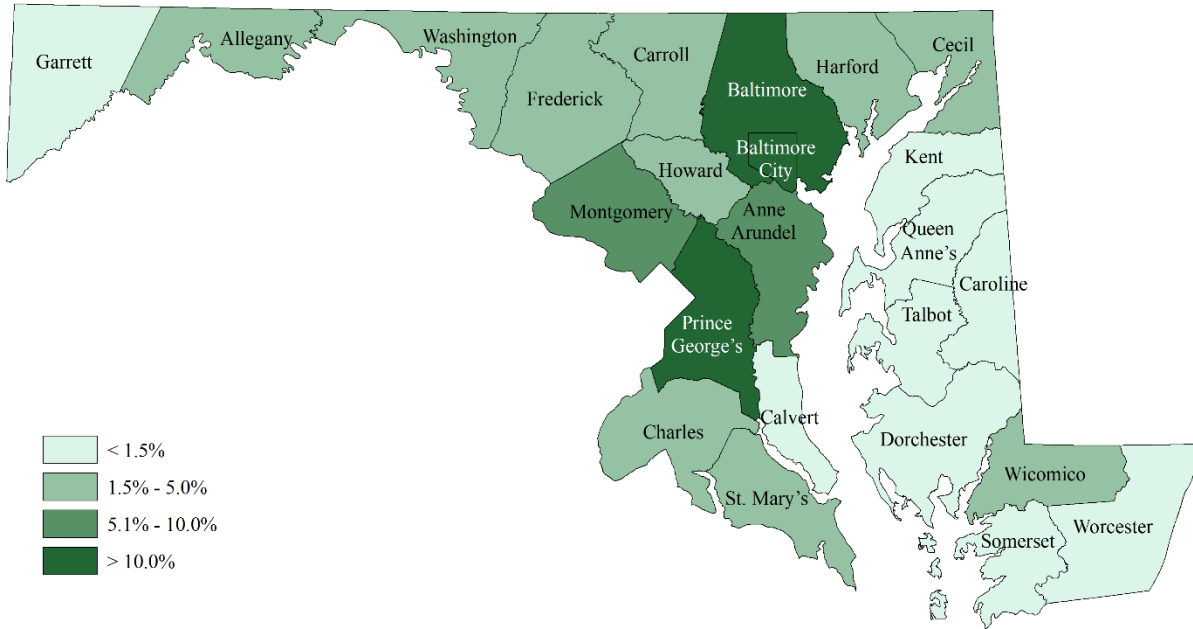 Garrett
Allegany
Washington
Frederick
Carroll
Baltimore
Baltimore
City
Harford
Cecil
Howard
Montgomery
Anne
Arundel
Kent
Queen
Anne's
Caroline
Talbot
Prince
George's
Calvert
Charles
St. Mary's
Dorchester
Wicomico
Somerset
Worcester
< 1.5%
1.5% - 5.0%
5.1% - 10.0%
> 10.0%